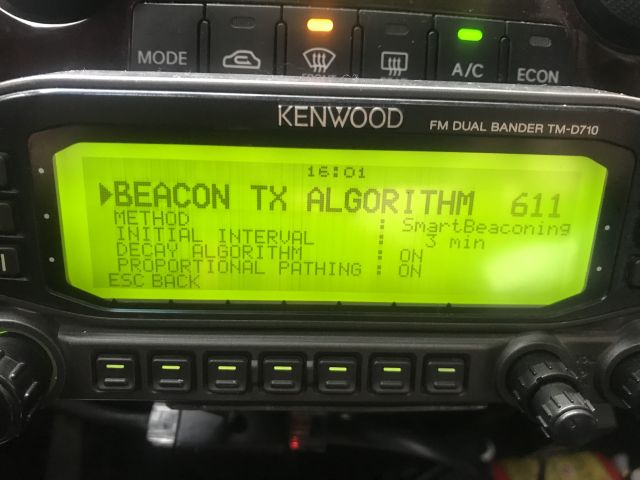 MODE
FRONT
A/C
ECON
KENWOOD
FM DUAL BANDER TM-D710
16:01
▶BEACON TX ALGORITHM 611
METHOD : SmartBeaconing
INITIAL INTERVAL : 3 min
DECAY ALGORITHM : ON
PROPORTIONAL PATHING : ON
ESC BACK